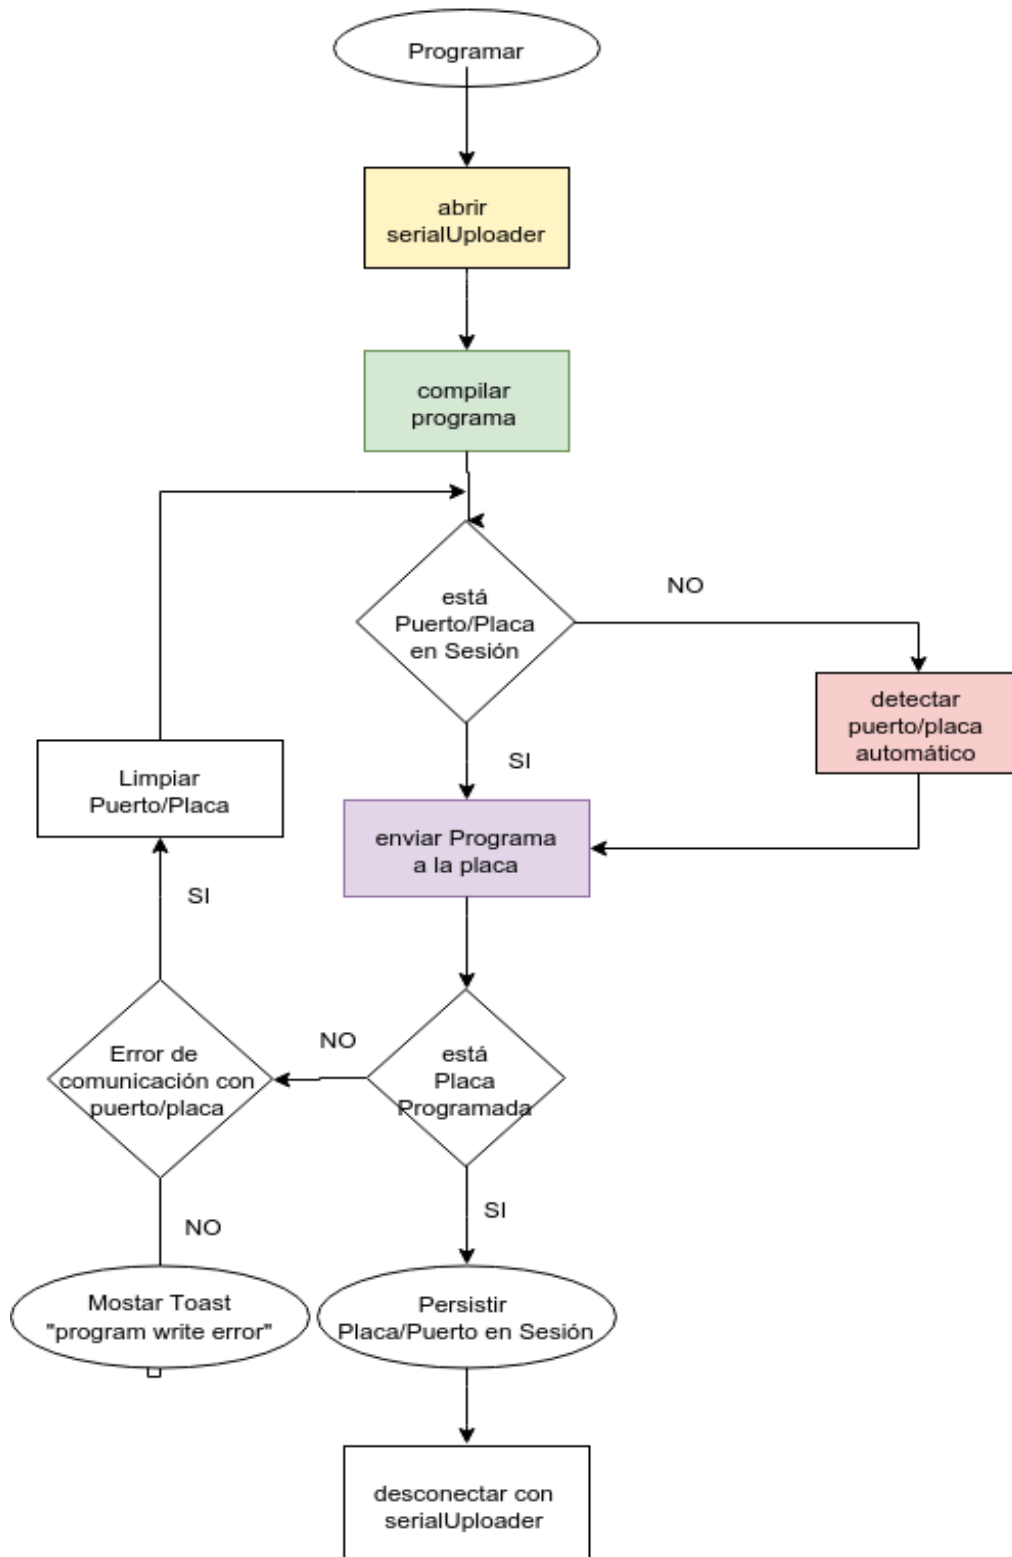 Programar
abrir
serialUploader
compilar
programa
está
Puerto/Placa
en Sesión
NO
detectar
puerto/placa
automático
SI
Limpiar
Puerto/Placa
enviar Programa
a la placa
SI
Error de
comunicación con
puerto/placa
NO
está
Placa
Programada
NO
SI
Mostar Toast
"program write error"
Persistir
Placa/Puerto en Sesión
desconectar con
serialUploader